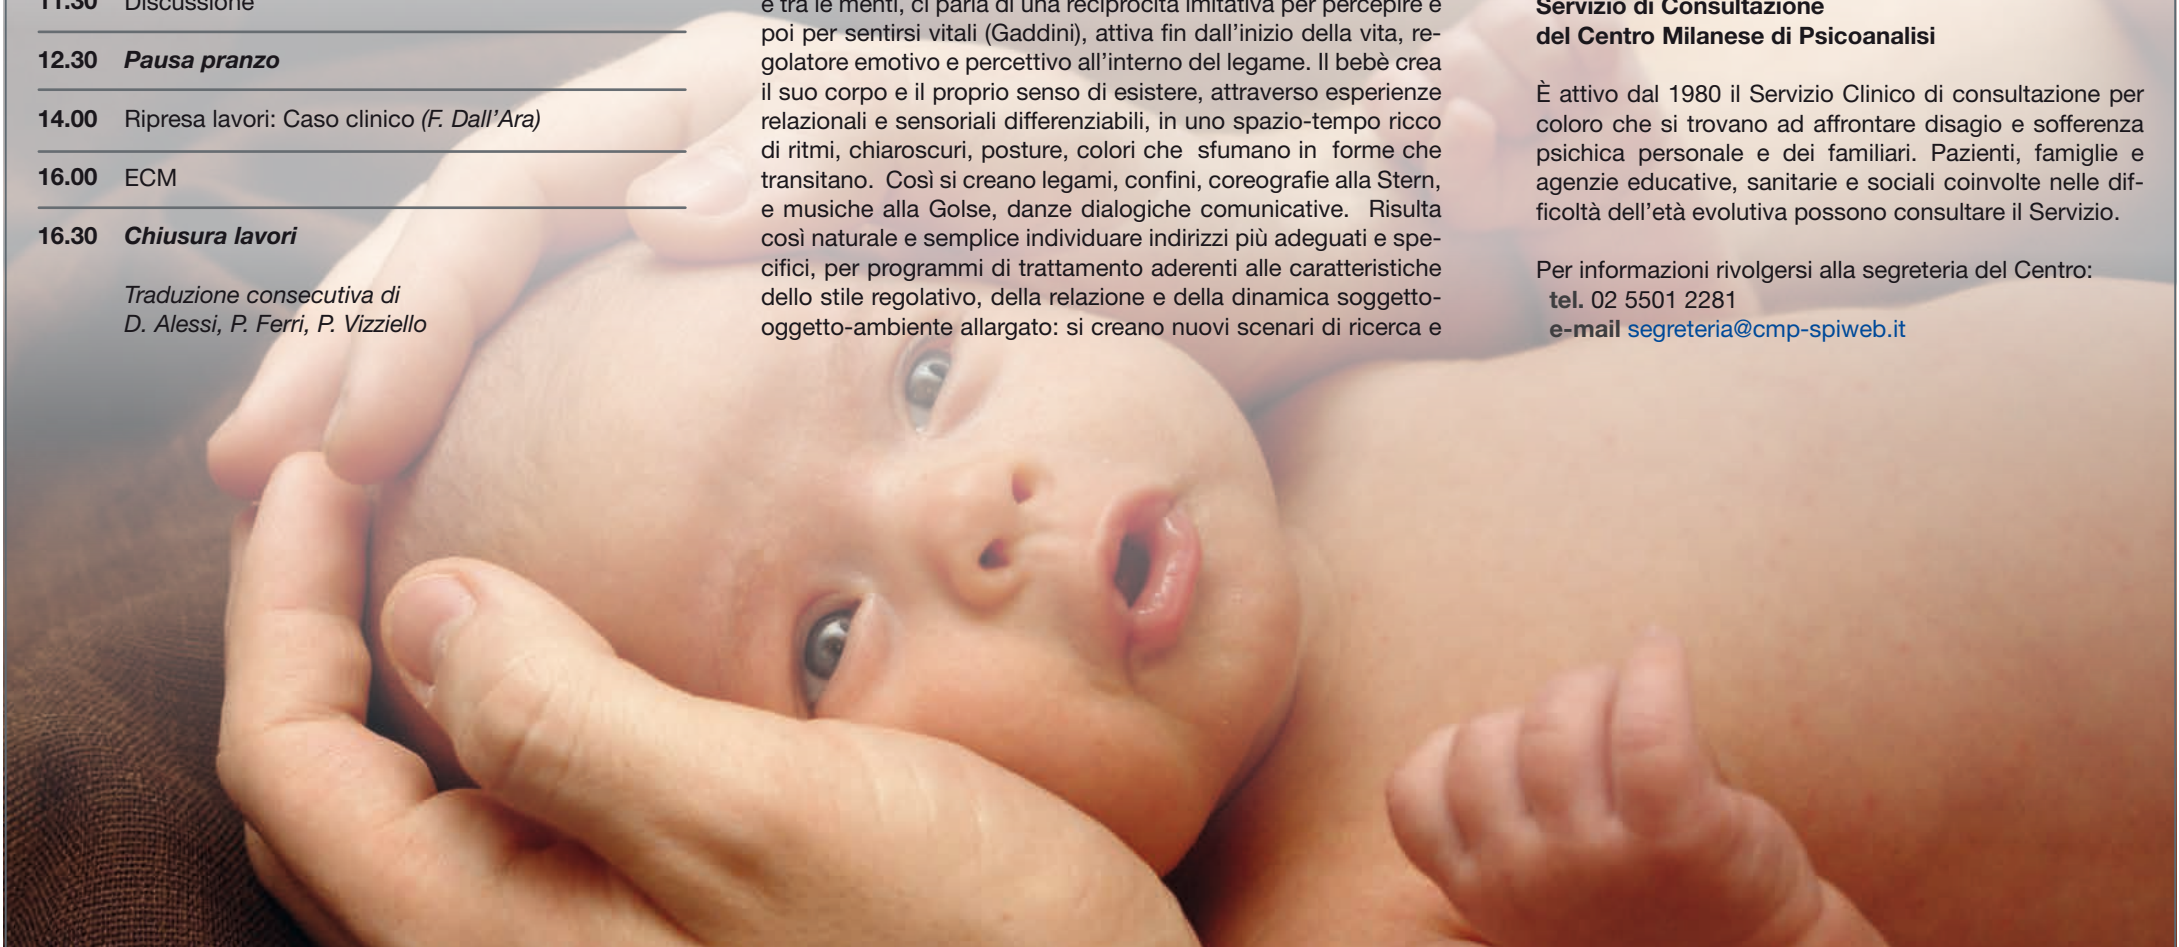 11.30 Discussione
12.30 Pausa pranzo
14.00 Ripresa lavori: Caso clinico (F. Dall'Ara)
16.00 ECM
16.30 Chiusura lavori
Traduzione consecutiva di
D. Alessi, P. Ferri, P. Vizziello
e tra le menti, ci parla di una reciprocità imitativa per percepire e
poi per sentirsi vitali (Gaddini), attiva fin dall'inizio della vita, re-
golatore emotivo e percettivo all'interno del legame. Il bebè crea
il suo corpo e il proprio senso di esistere, attraverso esperienze
relazionali e sensoriali differenziabili, in uno spazio-tempo ricco
di ritmi, chiaroscuri, posture, colori che sfumano in forme che
transitano. Così si creano legami, confini, coreografie alla Stern,
e musiche alla Golse, danze dialogiche comunicative. Risulta
così naturale e semplice individuare indirizzi più adeguati e spe-
cifici, per programmi di trattamento aderenti alle caratteristiche
dello stile regolativo, della relazione e della dinamica soggetto-
oggetto-ambiente allargato: si creano nuovi scenari di ricerca e
Servizio di Consultazione
del Centro Milanese di Psicoanalisi
È attivo dal 1980 il Servizio Clinico di consultazione per
coloro che si trovano ad affrontare disagio e sofferenza
psichica personale e dei familiari. Pazienti, famiglie e
agenzie educative, sanitarie e sociali coinvolte nelle dif-
ficoltà dell'età evolutiva possono consultare il Servizio.
Per informazioni rivolgersi alla segreteria del Centro:
tel. 02 5501 2281
e-mail segreteria@cmp-spiweb.it